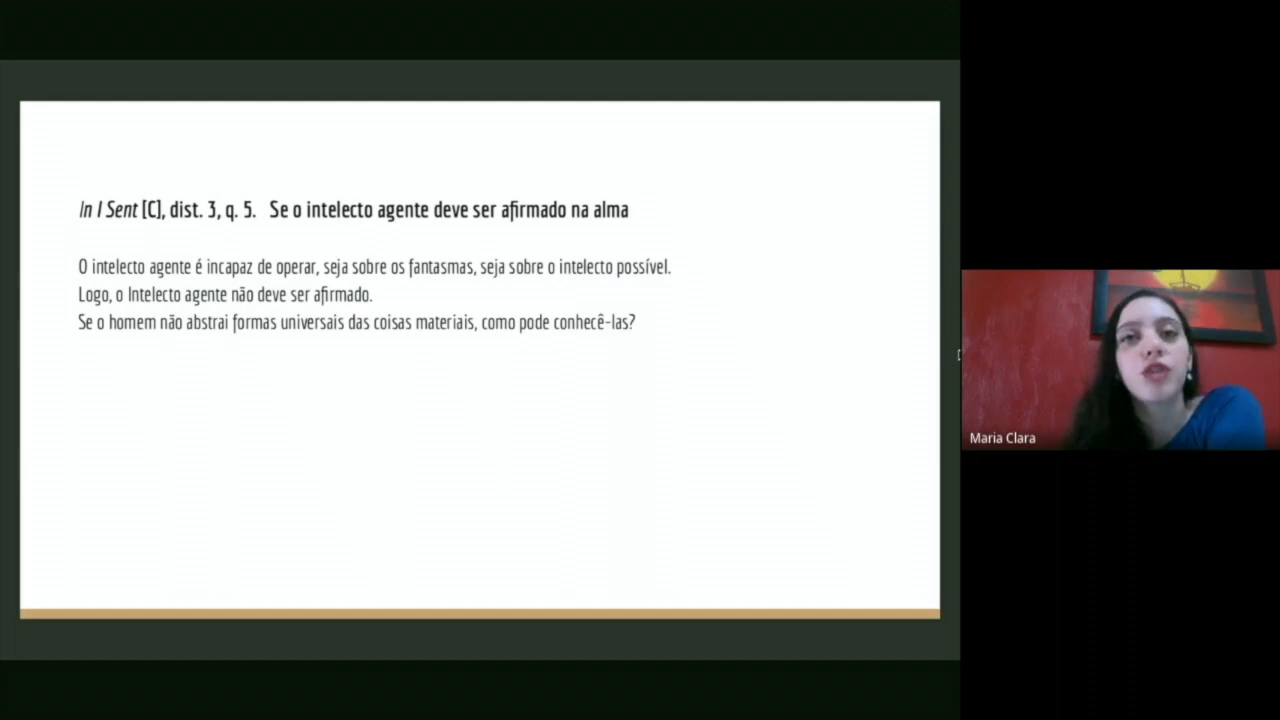 In I Sent [C], dist. 3, q. 5. Se o intelecto agente deve ser afirmado na alma
O intelecto agente é incapaz de operar, seja sobre os fantasmas, seja sobre o intelecto possível.
Logo, o Intelecto agente não deve ser afirmado.
Se o homem não abstrai formas universais das coisas materiais, como pode conhecê-las?
Maria Clara